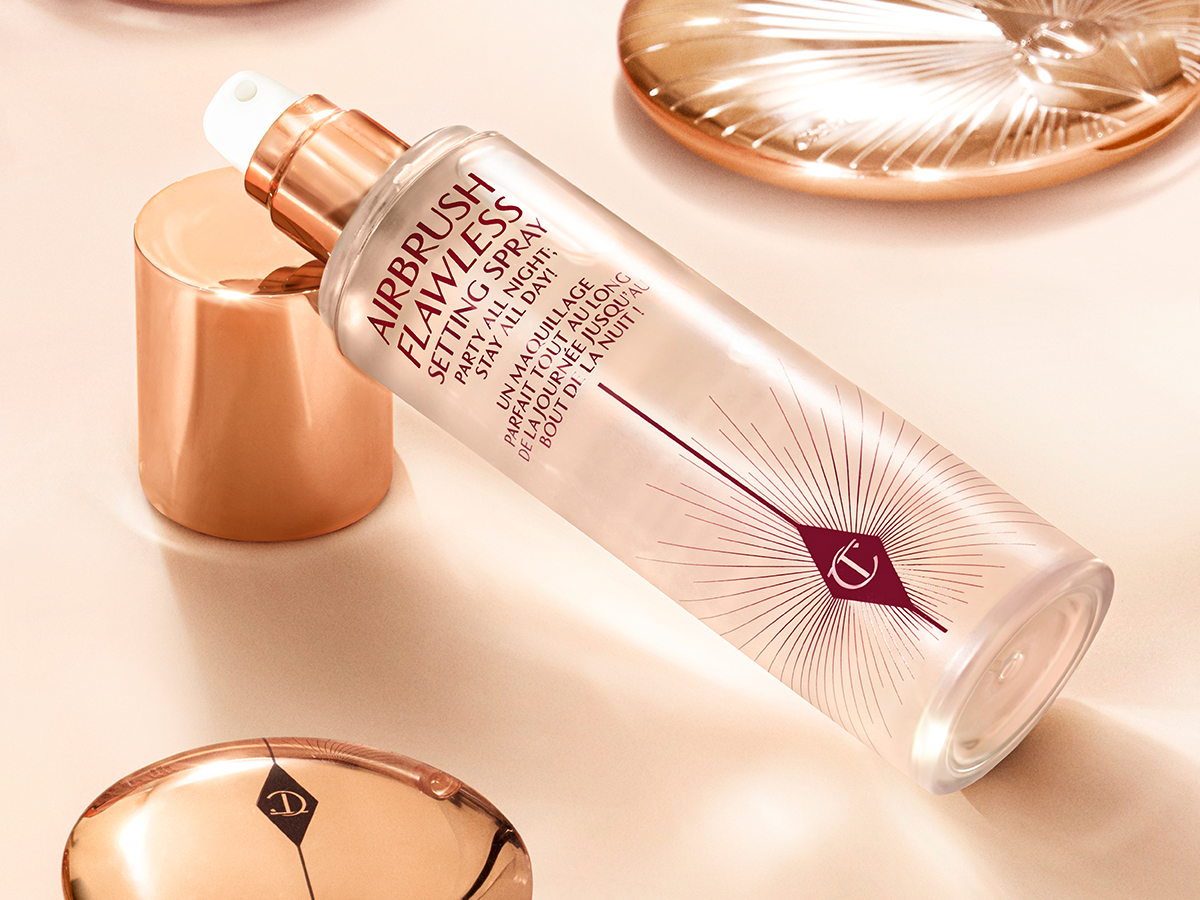 AIRBRUSH
FLAWLESS
SETTING SPRAY
PARTY ALL NIGHT;
STAY ALL DAY!
UN MAQUILLAGE
PARFAIT TOUT AU LONG
DE LA JOURNÉE JUSQU'AU
BOUT DE LA NUIT !
CT